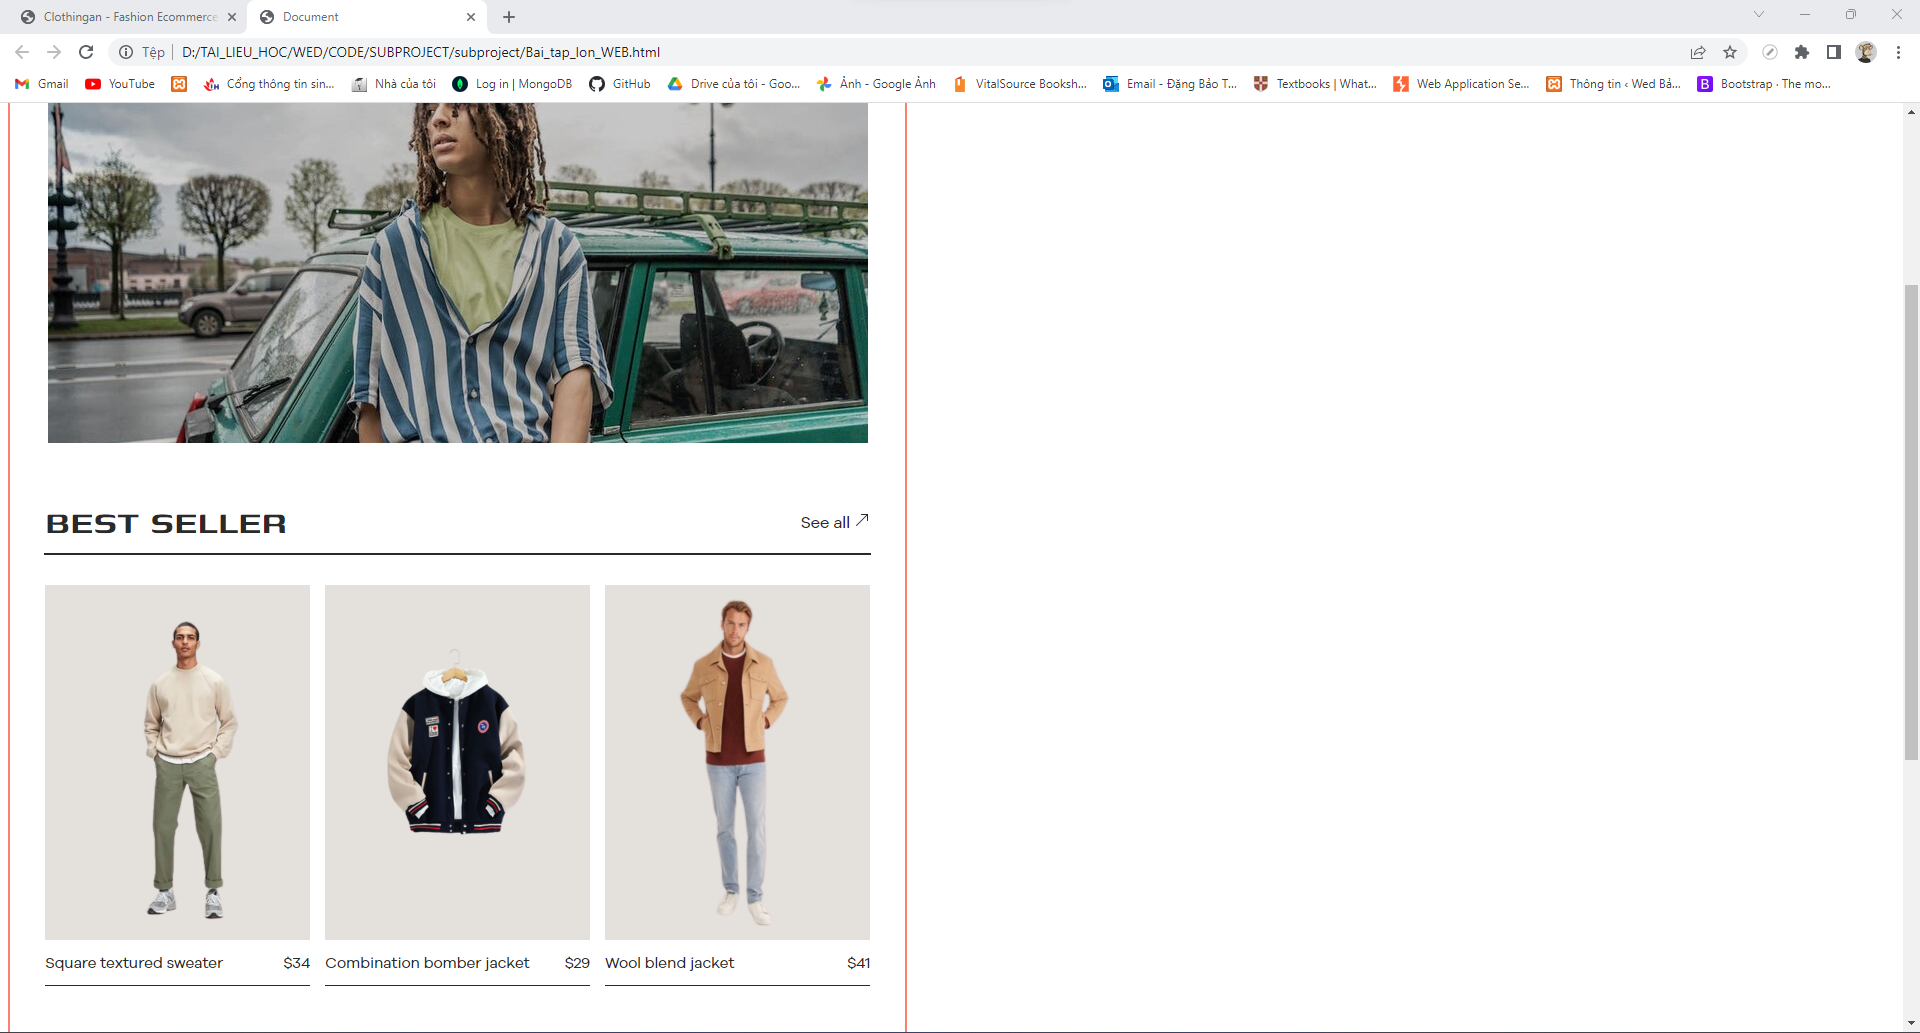 Clothingan - Fashion Ecommerce
Document
Tệp
D:/TAI_LIEU_HOC/WED/CODE/SUBPROJECT/subproject/Bai_tap_lon_WEB.html
Gmail
YouTube
Cổng thông tin sin...
Nhà của tôi
Log in | MongoDB
GitHub
Drive của tôi - Goo...
Ảnh - Google Ảnh
VitalSource Booksh...
Email - Đặng Bảo T...
Textbooks | What...
Web Application Se...
Thông tin ‹ Wed Bả...
Bootstrap · The mo...
BEST SELLER
See all
Square textured sweater $34
Combination bomber jacket $29
Wool blend jacket $41